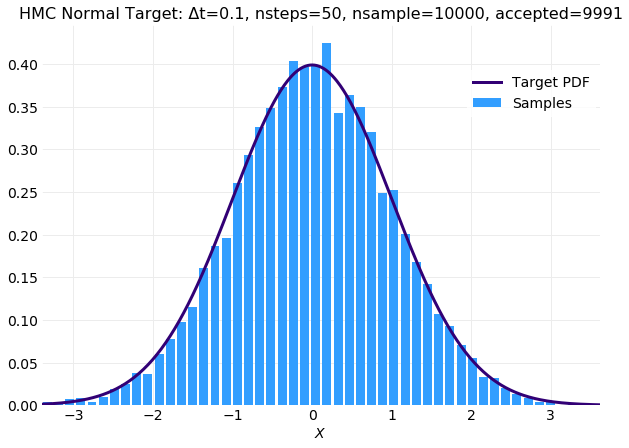 HMC Normal Target: Δt=0.1, nsteps=50, nsample=10000, accepted=9991
0.40
0.35
0.30
0.25
0.20
0.15
0.10
0.05
0.00
Target PDF
Samples
−3 −2 −1 0 1 2 3
X